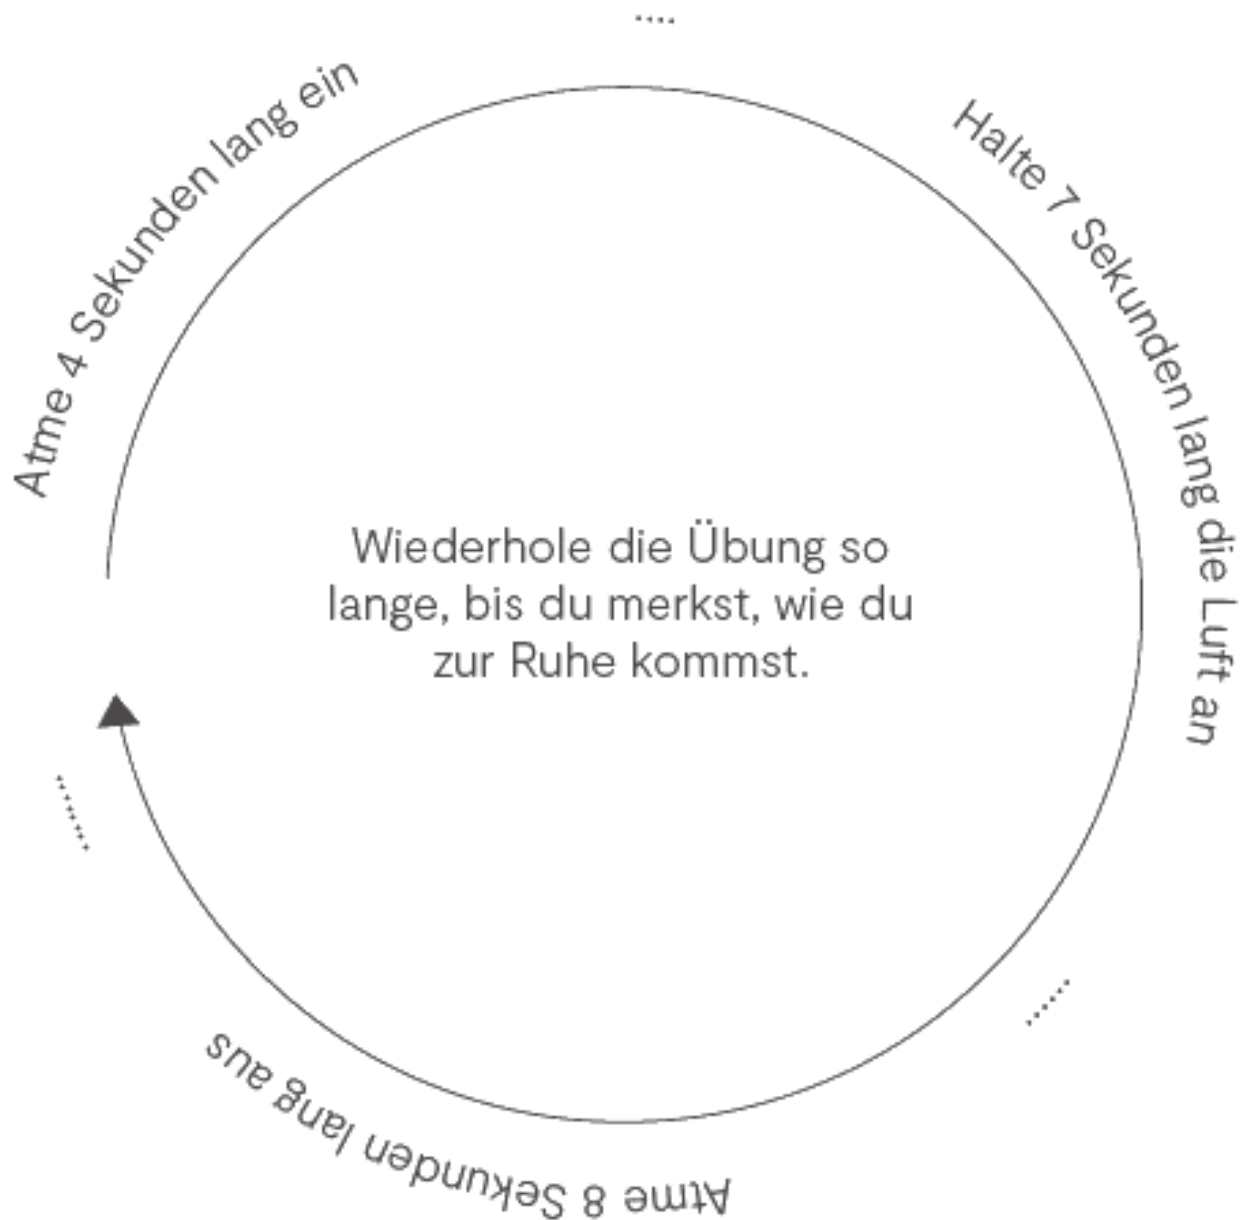 Atme 4 Sekunden lang ein
Halte 7 Sekunden lang die Luft an
Atme 8 Sekunden lang aus
Wiederhole die Übung so
lange, bis du merkst, wie du
zur Ruhe kommst.